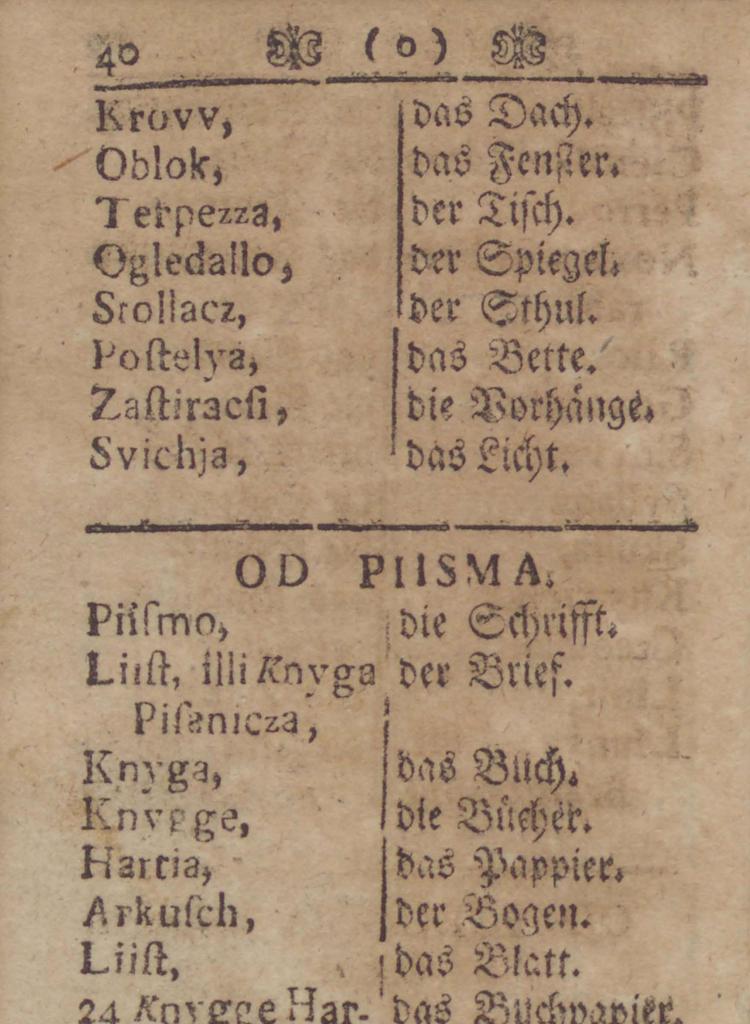 40 ( o )
Krovv, das Dach.
Oblok, das Fenſter.
Terpezza, der Tiſch.
Ogledallo, der Spiegel.
Stollacz, der Sthul.
Poſtelya, das Bette.
Zaſtiracſi, die Vorhänge.
Svichja, das Licht.
OD PIISMA.
Piiſmo, die Schrifft.
Liiſt, illi Knyga der Brief.
Piſanicza,
Knyga, das Buch.
Knygge, die Bücher.
Hartia, das Pappier.
Arkuſch, der Bogen.
Liiſt, das Blatt.
24 Knygge Har- das Buchpapier.